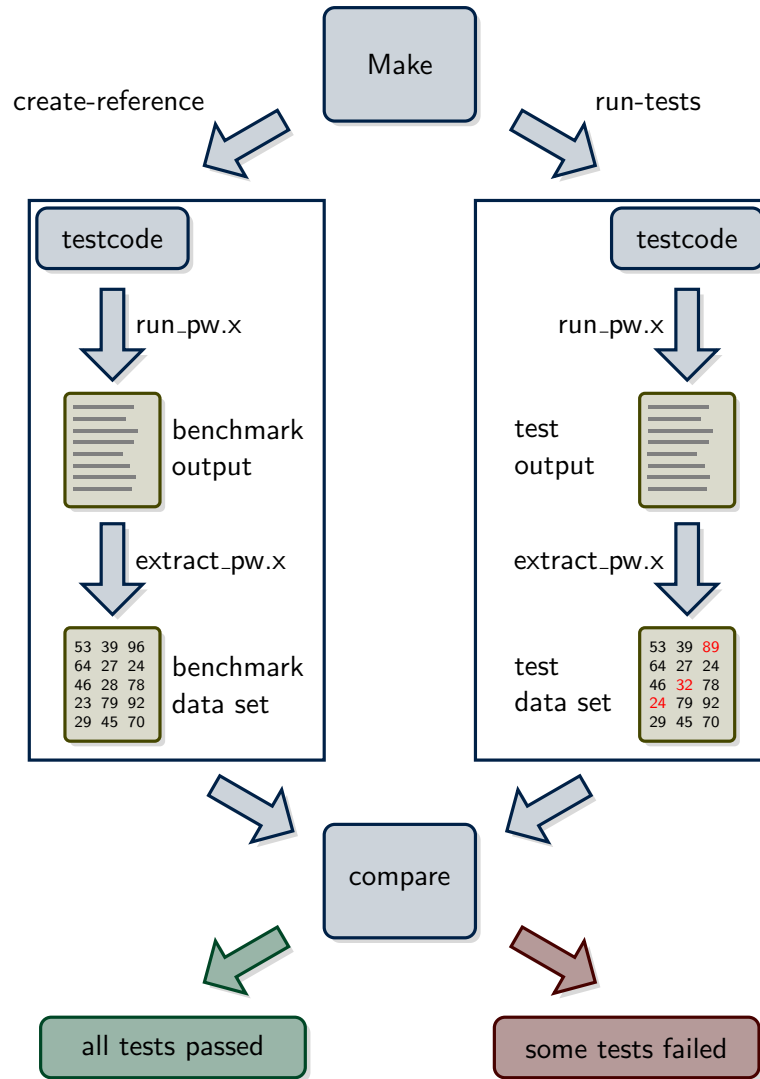 Make
create-reference
run-tests
testcode
testcode
run_pw.x
run_pw.x
benchmark
output
test
output
extract_pw.x
extract_pw.x
53 39 96
64 27 24
46 28 78
23 79 92
29 45 70
benchmark
data set
test
data set
53 39 89
64 27 24
46 32 78
24 79 92
29 45 70
compare
all tests passed
some tests failed